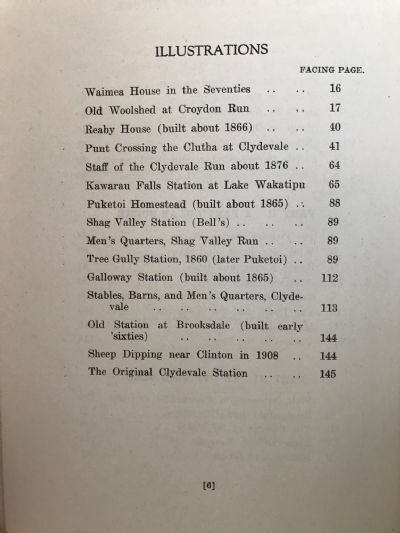 ILLUSTRATIONS
FACING PAGE.
Waimea House in the Seventies .. .. 16
Old Woolshed at Croydon Run .. .. 17
Reaby House (built about 1866) .. .. 40
Punt Crossing the Clutha at Clydevale .. 41
Staff of the Clydevale Run about 1876 .. 64
Kawarau Falls Station at Lake Wakatipu 65
Puketoi Homestead (built about 1865) .. 88
Shag Valley Station (Bell's) .. .. .. 89
Men's Quarters, Shag Valley Run .. .. 89
Tree Gully Station, 1860 (later Puketoi) .. 89
Galloway Station (built about 1865) .. 112
Stables, Barns, and Men's Quarters, Clyde-
vale .. .. .. .. .. .. 113
Old Station at Brooksdale (built early
'sixties) .. .. .. .. .. 144
Sheep Dipping near Clinton in 1908 .. 144
The Original Clydevale Station .. .. 145
[6]